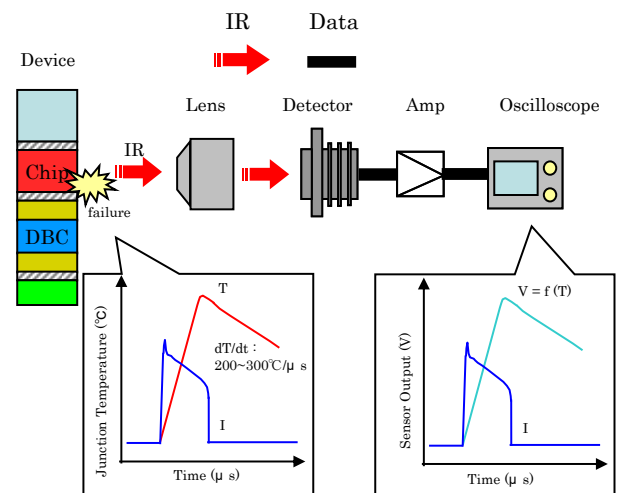 IR
Data
Device
Lens
Detector
Amp
Oscilloscope
IR
Chip
failure
DBC
Junction Temperature (℃)
T
dT/dt：
200~300℃/μ s
I
Time (μ s)
Sensor Output (V)
V = f (T)
I
Time (μ s)